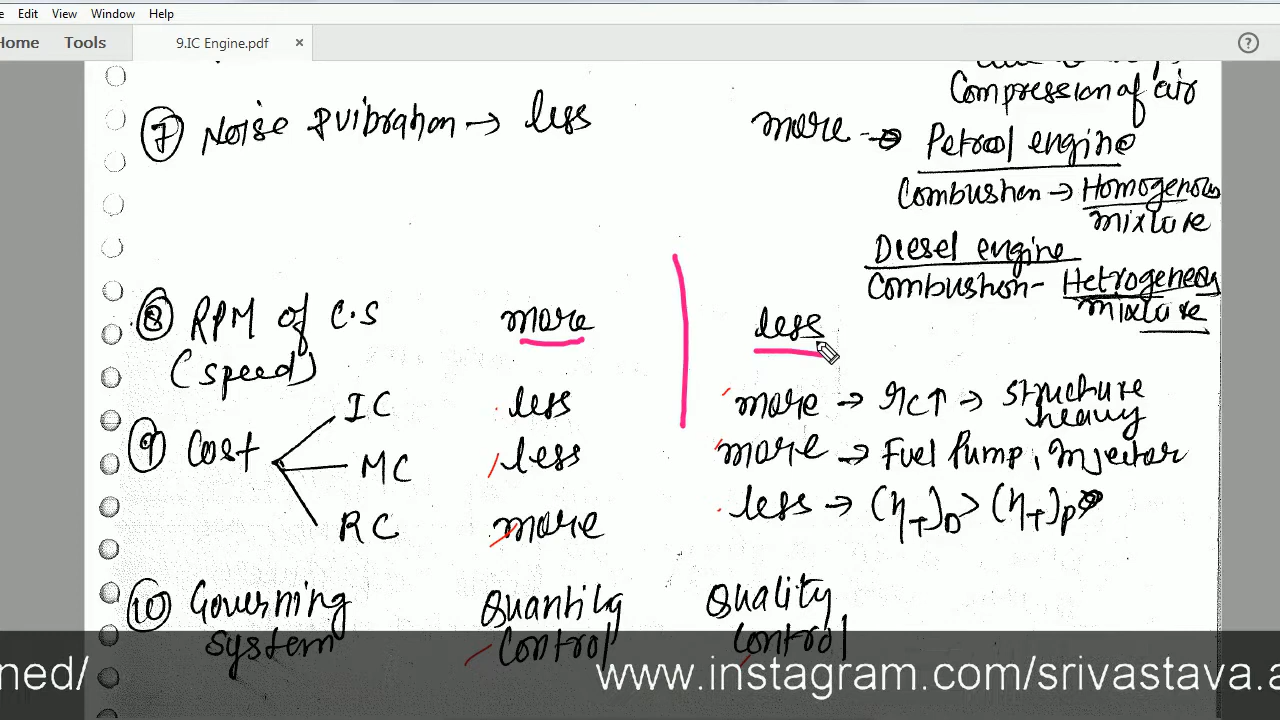 Edit View Window Help
Home Tools 9.IC Engine.pdf × ?
Compression of air
⑦ Noise & vibration → less more → Petrol engine
Combustion → Homogenous
mixture
Diesel engine
Combustion - Hetrogeneous
mixture
⑧ RPM of C.S more less
(speed)
⑨ Cost IC less more → rc↑ → structure
heavy
MC less more → Fuel Pump, Injector
RC more less → (ηT)D > (ηT)P
⑩ Governing Quantity Quality
system control control
ned/ www.instagram.com/srivastava.a